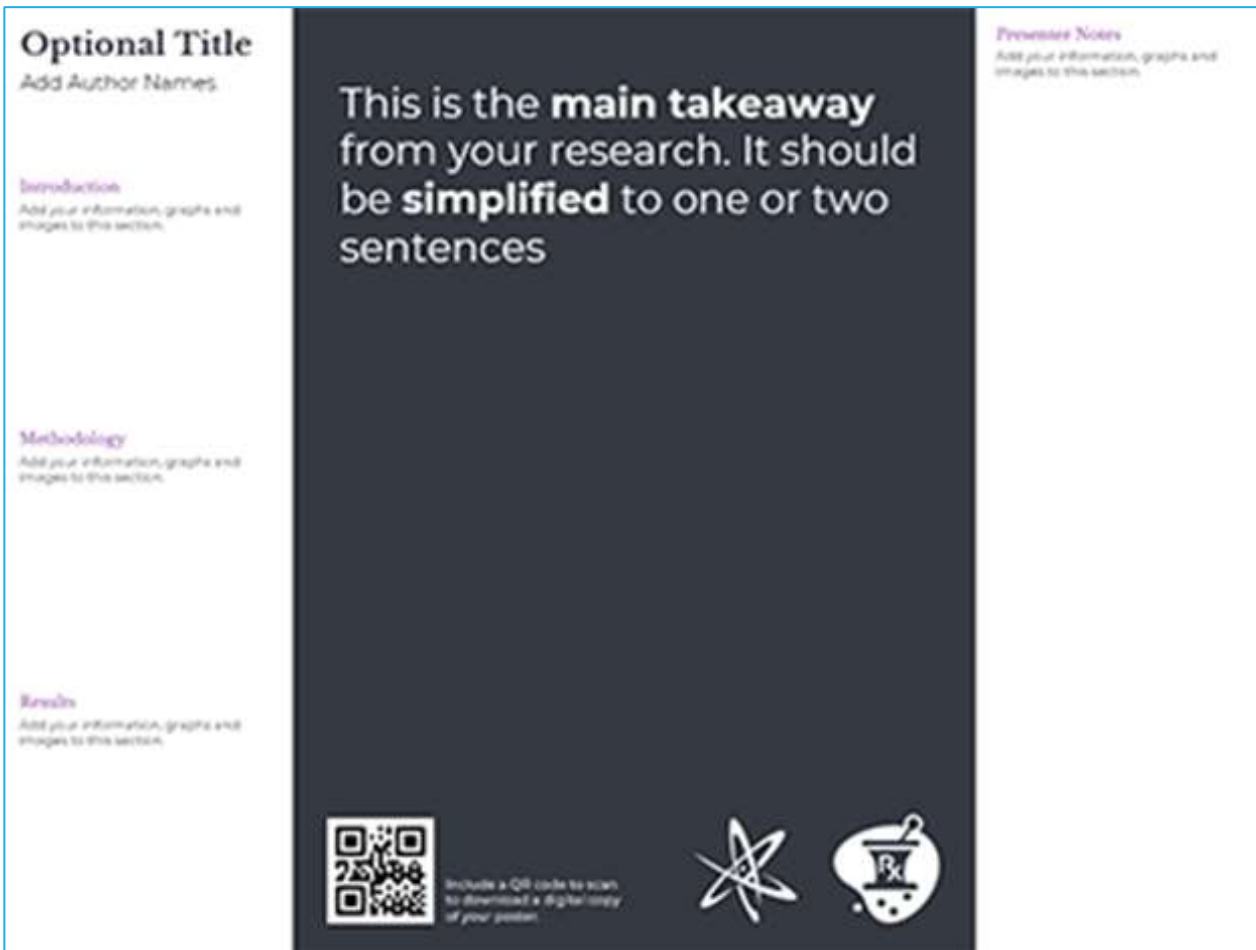 Optional Title
Add Author Names
Introduction
Add your information, graphs and
images to this section.
Methodology
Add your information, graphs and
images to this section.
Results
Add your information, graphs and
images to this section.
This is the main takeaway
from your research. It should
be simplified to one or two
sentences
Include a QR code to scan
to download a digital copy
of your poster.
Rx
Presenter Notes
Add your information, graphs and
images to this section.